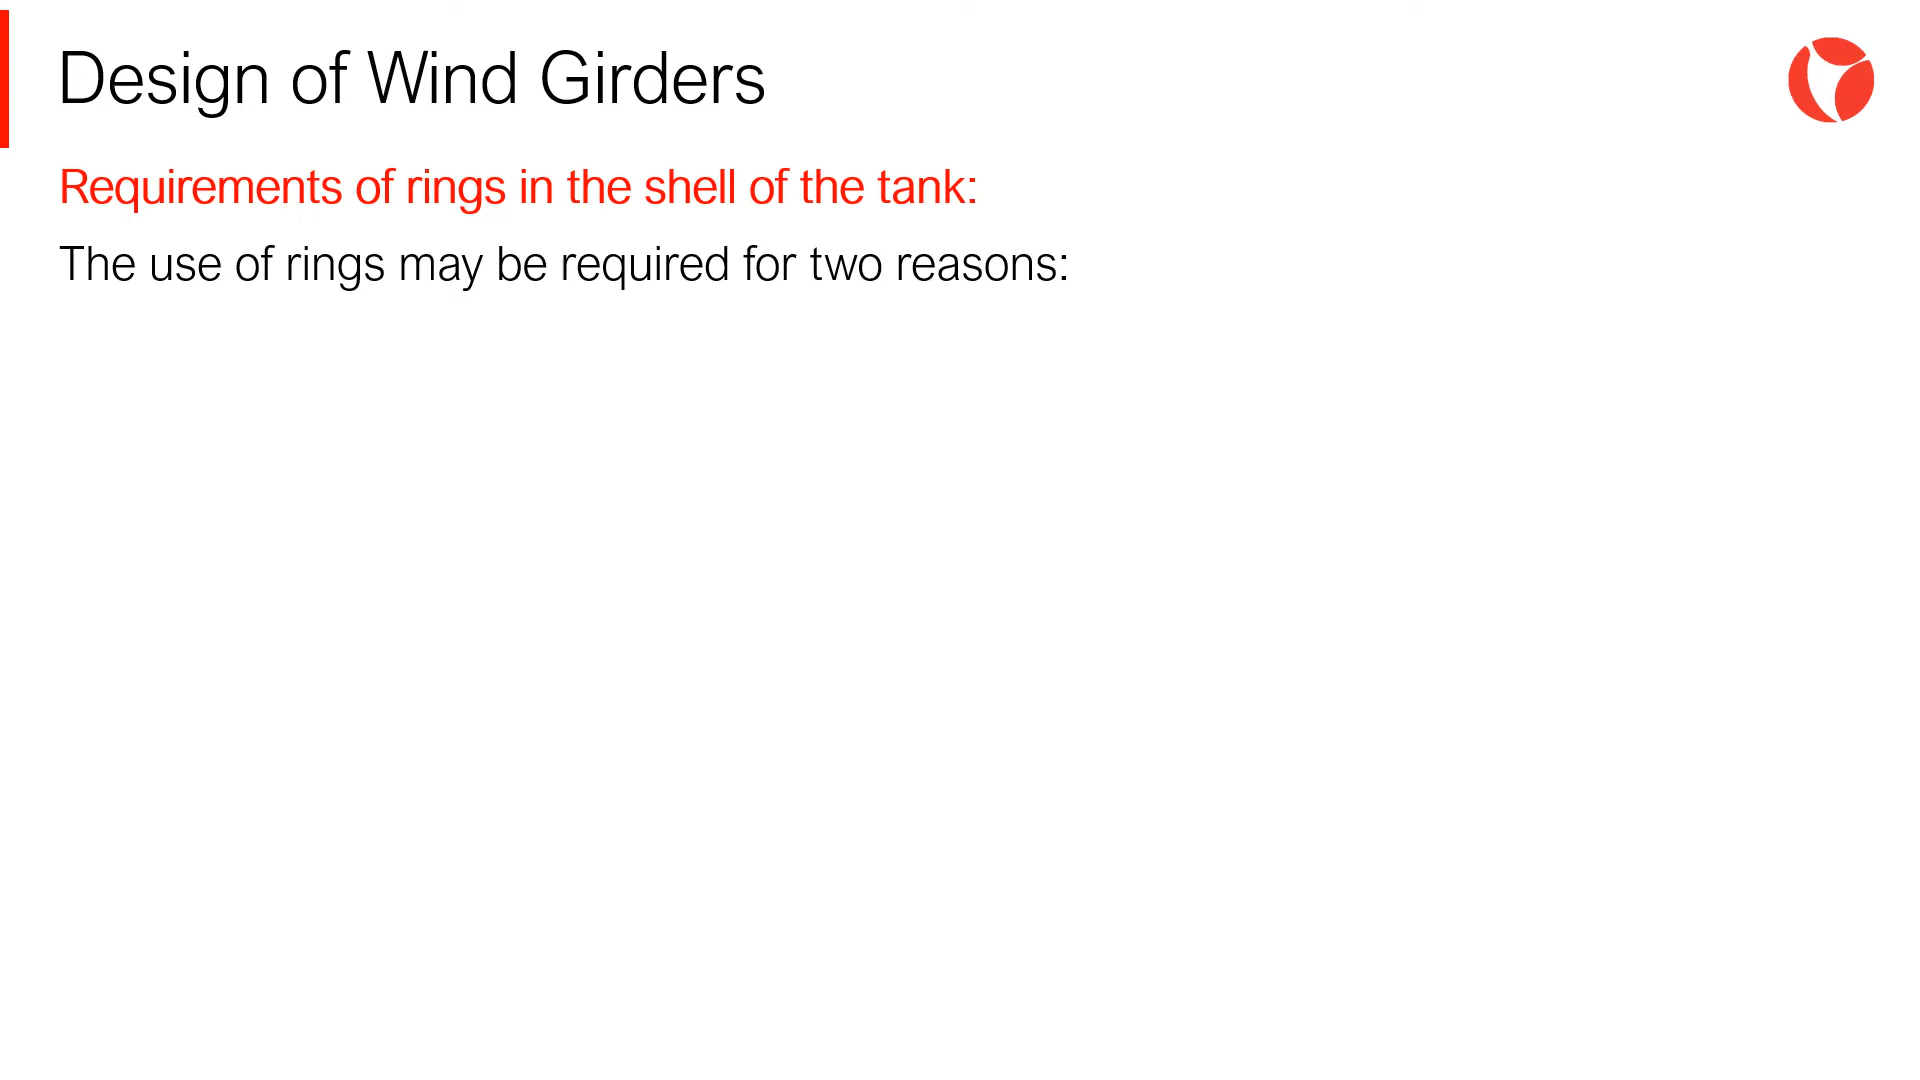 Design of Wind Girders
Requirements of rings in the shell of the tank:
The use of rings may be required for two reasons: